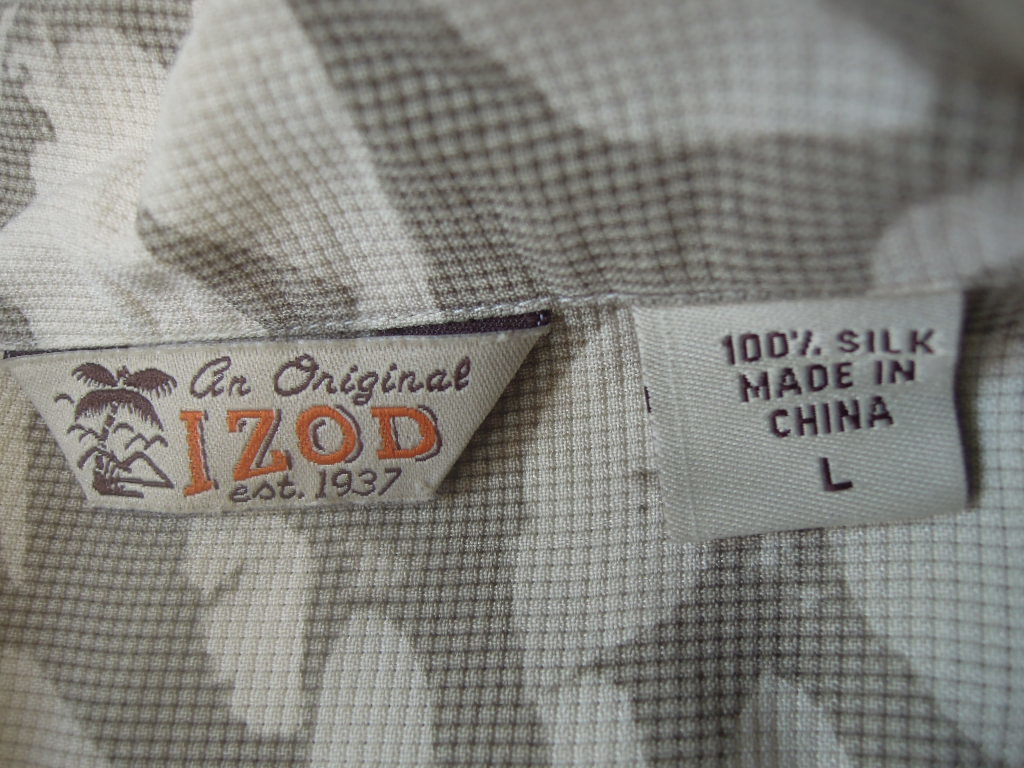 An Original
IZOD
est. 1937
100% SILK
MADE IN
CHINA
L